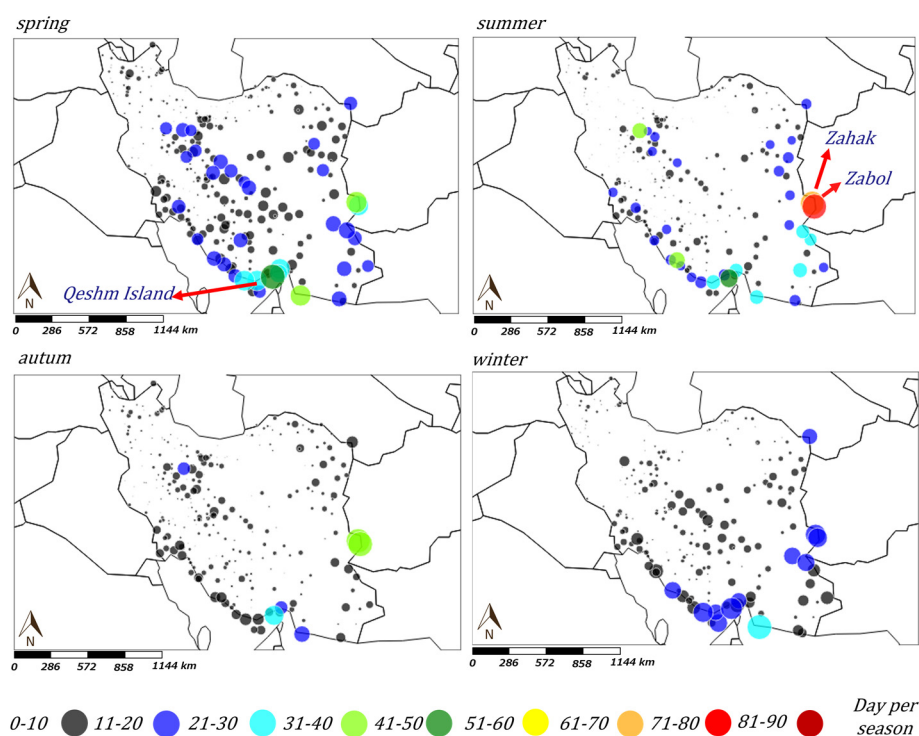 spring
summer
Zahak
Zabol
Qeshm Island
N
N
0 286 572 858 1144 km
0 286 572 858 1144 km
autum
winter
N
N
0 286 572 858 1144 km
0 286 572 858 1144 km
0-10 11-20 21-30 31-40 41-50 51-60 61-70 71-80 81-90 Day per
season